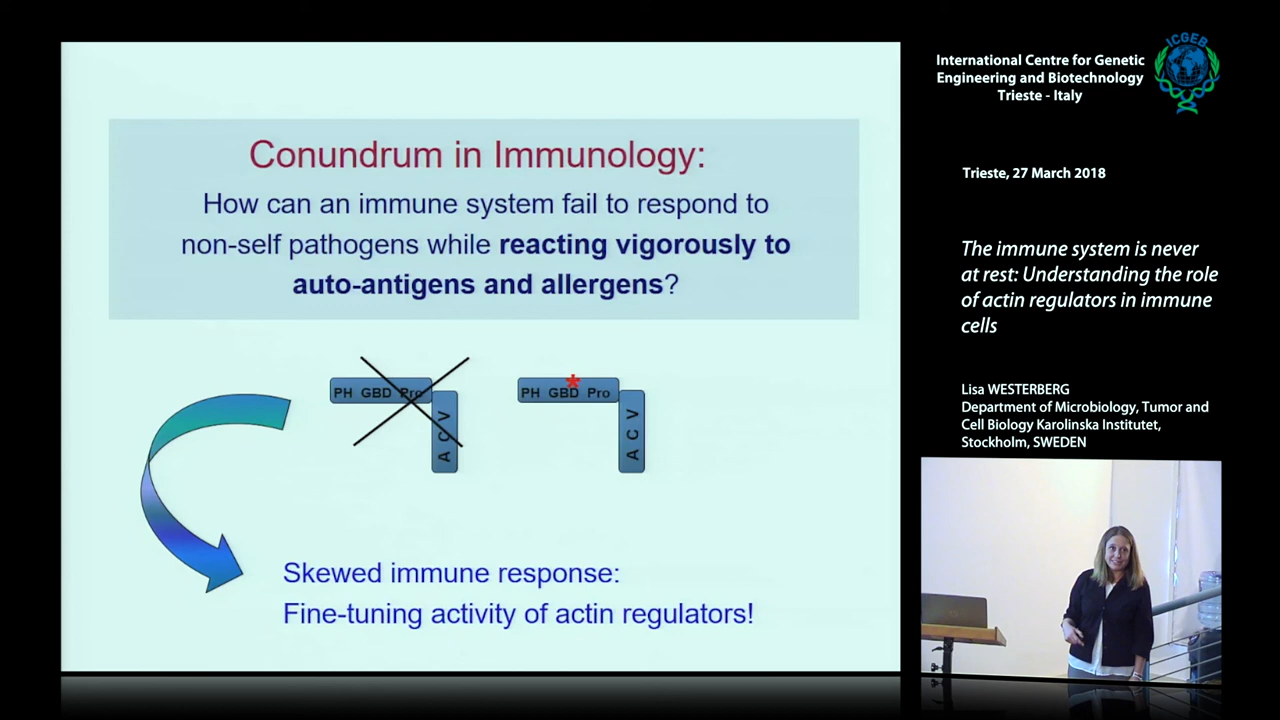 Conundrum in Immunology:
How can an immune system fail to respond to
non-self pathogens while reacting vigorously to
auto-antigens and allergens?
PH GBD Pro
V
C
A
PH GBD * Pro
V
C
A
Skewed immune response:
Fine-tuning activity of actin regulators!
International Centre for Genetic
Engineering and Biotechnology
Trieste - Italy
ICGEB
Trieste, 27 March 2018
The immune system is never
at rest: Understanding the role
of actin regulators in immune
cells
Lisa WESTERBERG
Department of Microbiology, Tumor and
Cell Biology Karolinska Institutet,
Stockholm, SWEDEN